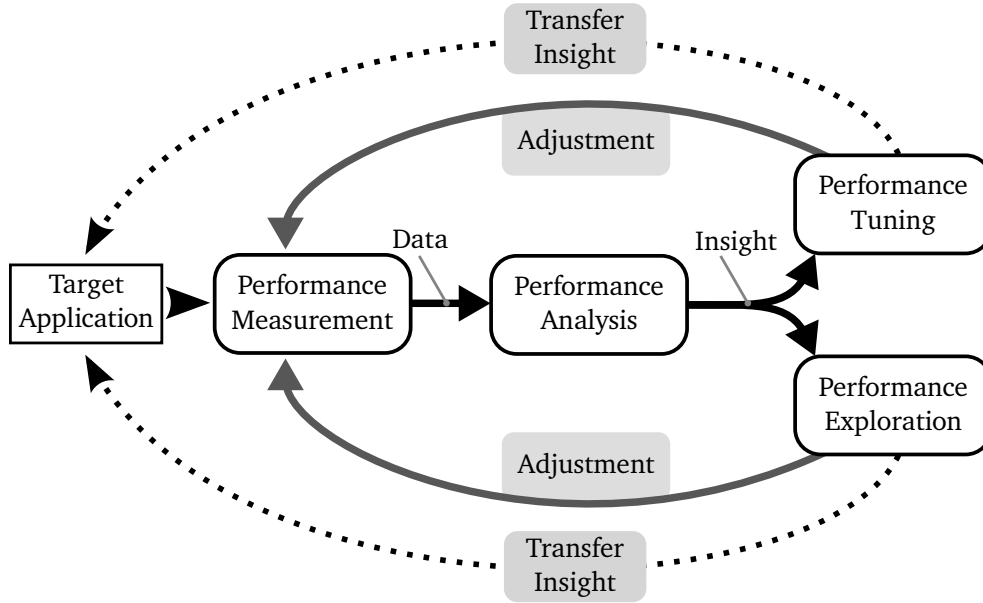 Transfer
Insight
Adjustment
Performance
Tuning
Data
Insight
Target
Application
Performance
Measurement
Performance
Analysis
Performance
Exploration
Adjustment
Transfer
Insight